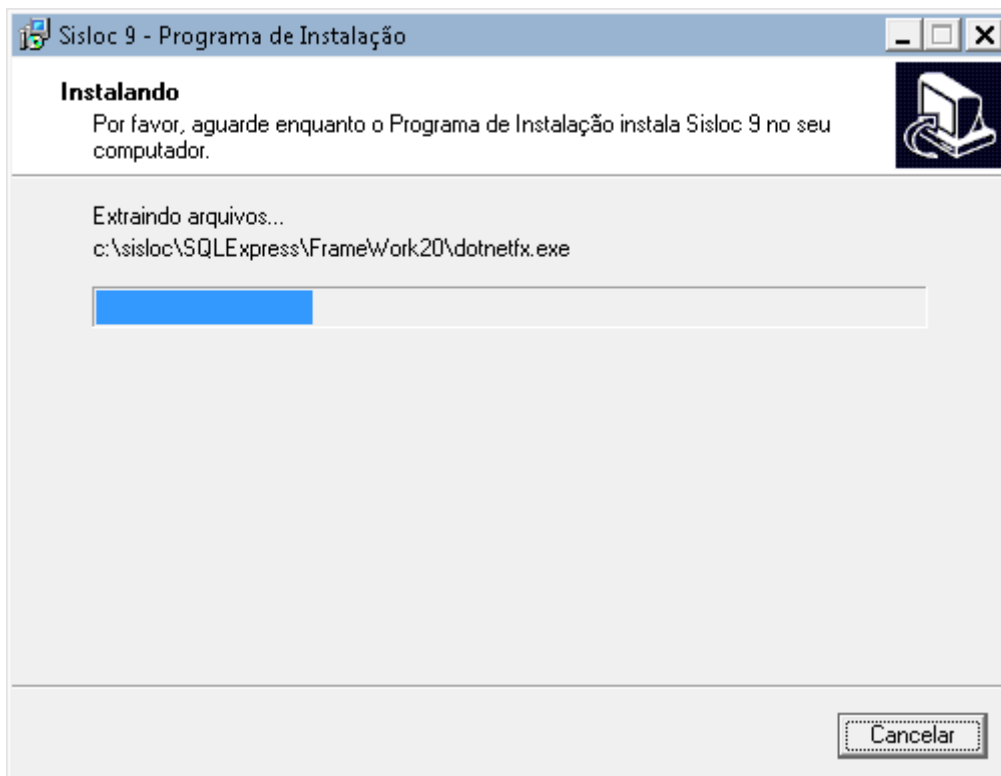 Sisloc 9 - Programa de Instalação
Instalando
Por favor, aguarde enquanto o Programa de Instalação instala Sisloc 9 no seu
computador.
Extraindo arquivos...
c:\sisloc\SQLExpress\FrameWork20\dotnetfx.exe
Cancelar